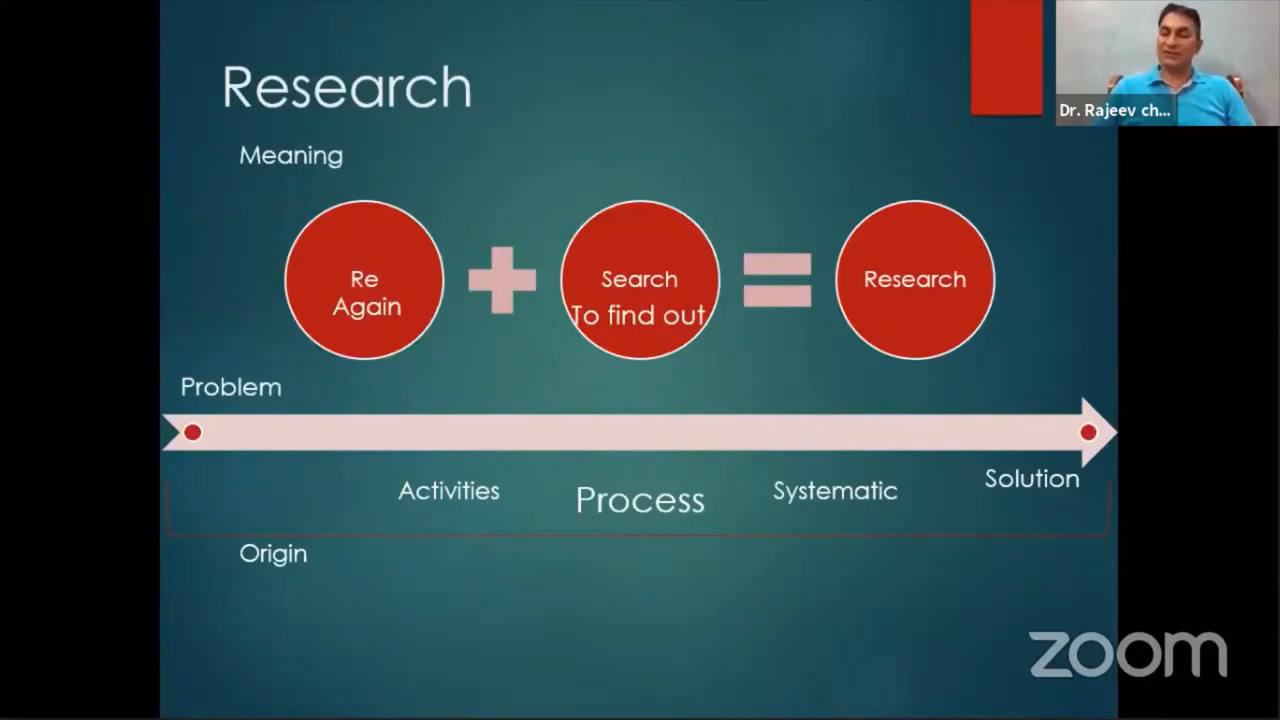 Research
Dr. Rajeev ch...
Meaning
Re
Again
Search
To find out
Research
Problem
Activities
Process
Systematic
Solution
Origin
zoom